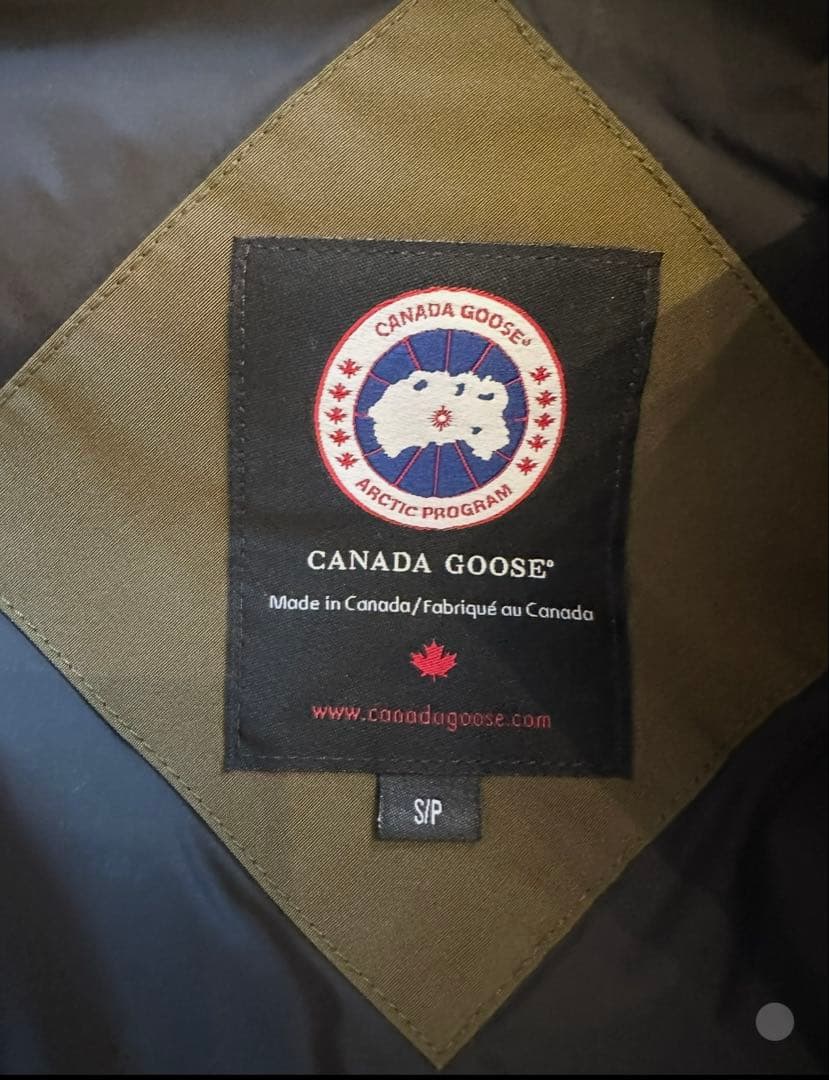 CANADA GOOSE®
ARCTIC PROGRAM
CANADA GOOSE®
Made in Canada/Fabriqué au Canada
www.canadagoose.com
S/P